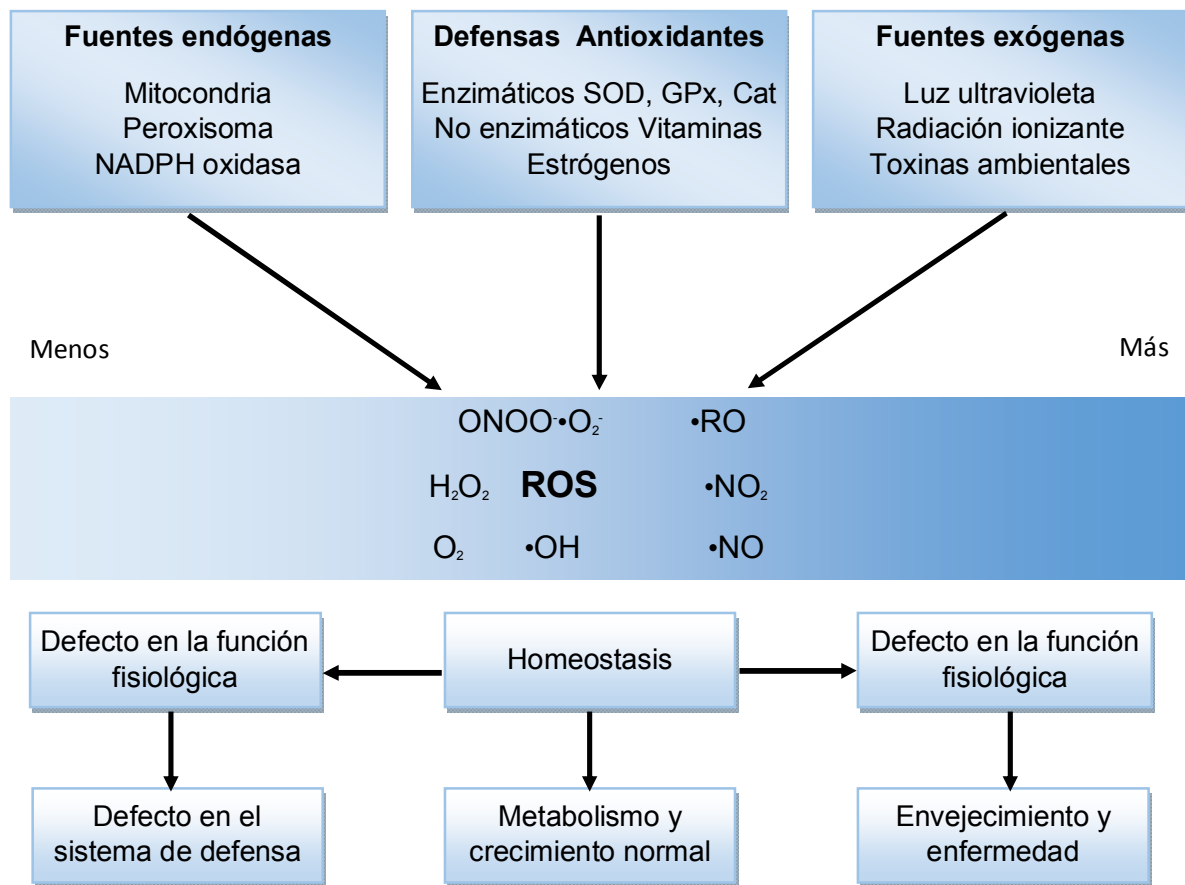 Fuentes endógenas
Mitocondria
Peroxisoma
NADPH oxidasa
Defensas Antioxidantes
Enzimáticos SOD, GPx, Cat
No enzimáticos Vitaminas
Estrógenos
Fuentes exógenas
Luz ultravioleta
Radiación ionizante
Toxinas ambientales
Menos
Más
ONOO⁻•O₂⁻ •RO
H₂O₂ ROS •NO₂
O₂ •OH •NO
Defecto en la función
fisiológica
Homeostasis
Defecto en la función
fisiológica
Defecto en el
sistema de defensa
Metabolismo y
crecimiento normal
Envejecimiento y
enfermedad